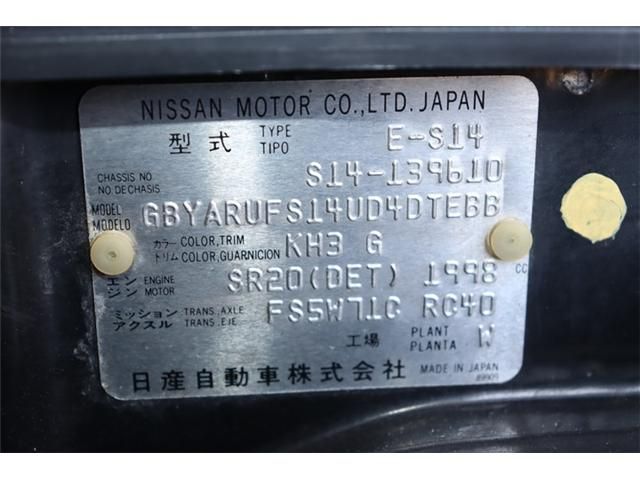 NISSAN MOTOR CO.,LTD. JAPAN
型式 TYPE TIPO E-S14
CHASSIS NO NO. DE CHASIS S14-139610
MODEL MODELO GBYARUFS14UD4DTEBB
カラー トリム COLOR,TRIM COLOR,GUARNICION KH3 G
エンジン ENGINE MOTOR SR20(DET) 1998 CC
ミッション アクスル TRANS.,AXLE TRANS.,EJE FS5W71C RC40
工場 PLANT PLANTA W
日産自動車株式会社 MADE IN JAPAN
89909